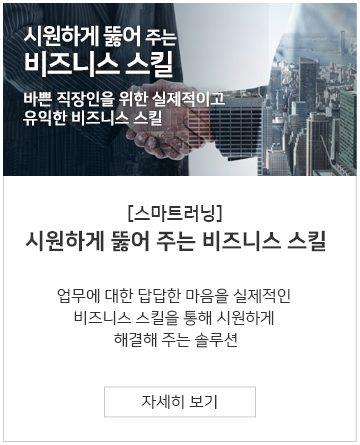 시원하게 뚫어 주는
비즈니스 스킬
바쁜 직장인을 위한 실제적이고
유익한 비즈니스 스킬
[스마트러닝]
시원하게 뚫어 주는 비즈니스 스킬
업무에 대한 답답한 마음을 실제적인
비즈니스 스킬을 통해 시원하게
해결해 주는 솔루션
자세히 보기